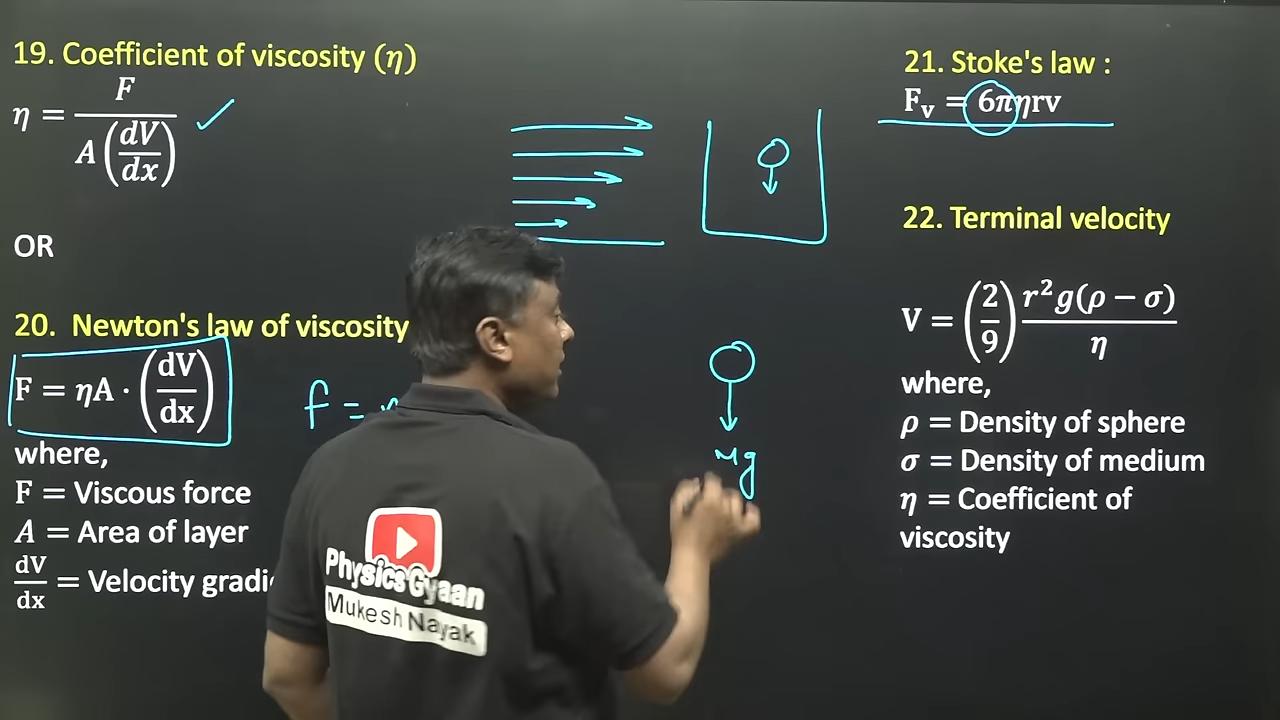 19. Coefficient of viscosity (η)
η = F / A(dV/dx)
OR
20. Newton's law of viscosity
F = ηA · (dV/dx)
where,
F = Viscous force
A = Area of layer
dV/dx = Velocity gradi
f =
Mg
21. Stoke's law :
Fᵥ = 6πηrv
22. Terminal velocity
V = (2/9) r²g(ρ − σ) / η
where,
ρ = Density of sphere
σ = Density of medium
η = Coefficient of
viscosity
Physics Gyaan
Mukesh Nayak